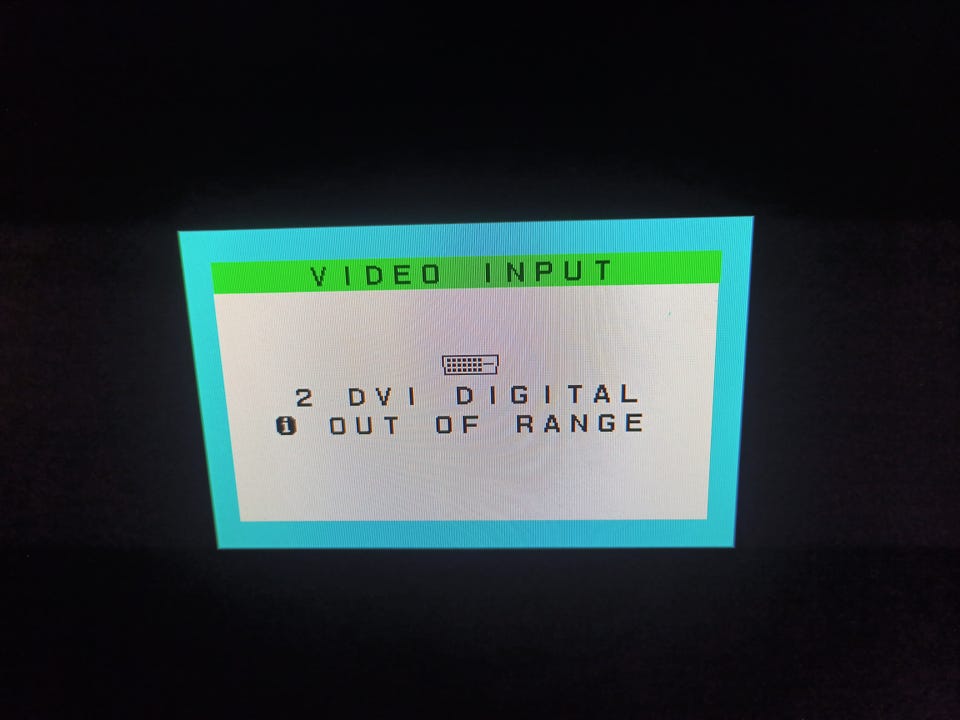 VIDEO INPUT
2 DVI DIGITAL
i OUT OF RANGE